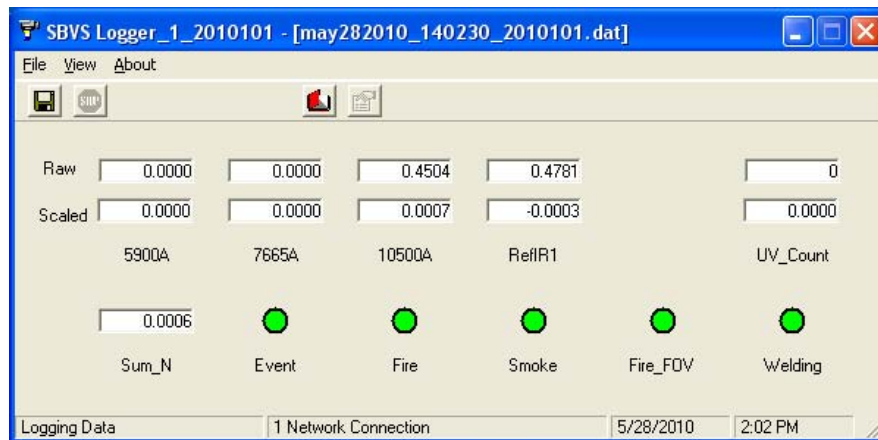 SBVS Logger_1_2010101 - [may282010_140230_2010101.dat]
File View About
STOP
Raw 0.0000 0.0000 0.4504 0.4781 0
Scaled 0.0000 0.0000 0.0007 -0.0003 0.0000
5900A 7665A 10500A RefIR1 UV_Count
0.0006
Sum_N Event Fire Smoke Fire_FOV Welding
Logging Data 1 Network Connection 5/28/2010 2:02 PM